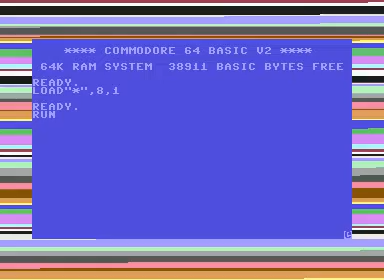 **** COMMODORE 64 BASIC V2 ****
64K RAM SYSTEM  38911 BASIC BYTES FREE
READY.
LOAD"*",8,1
READY.
RUN